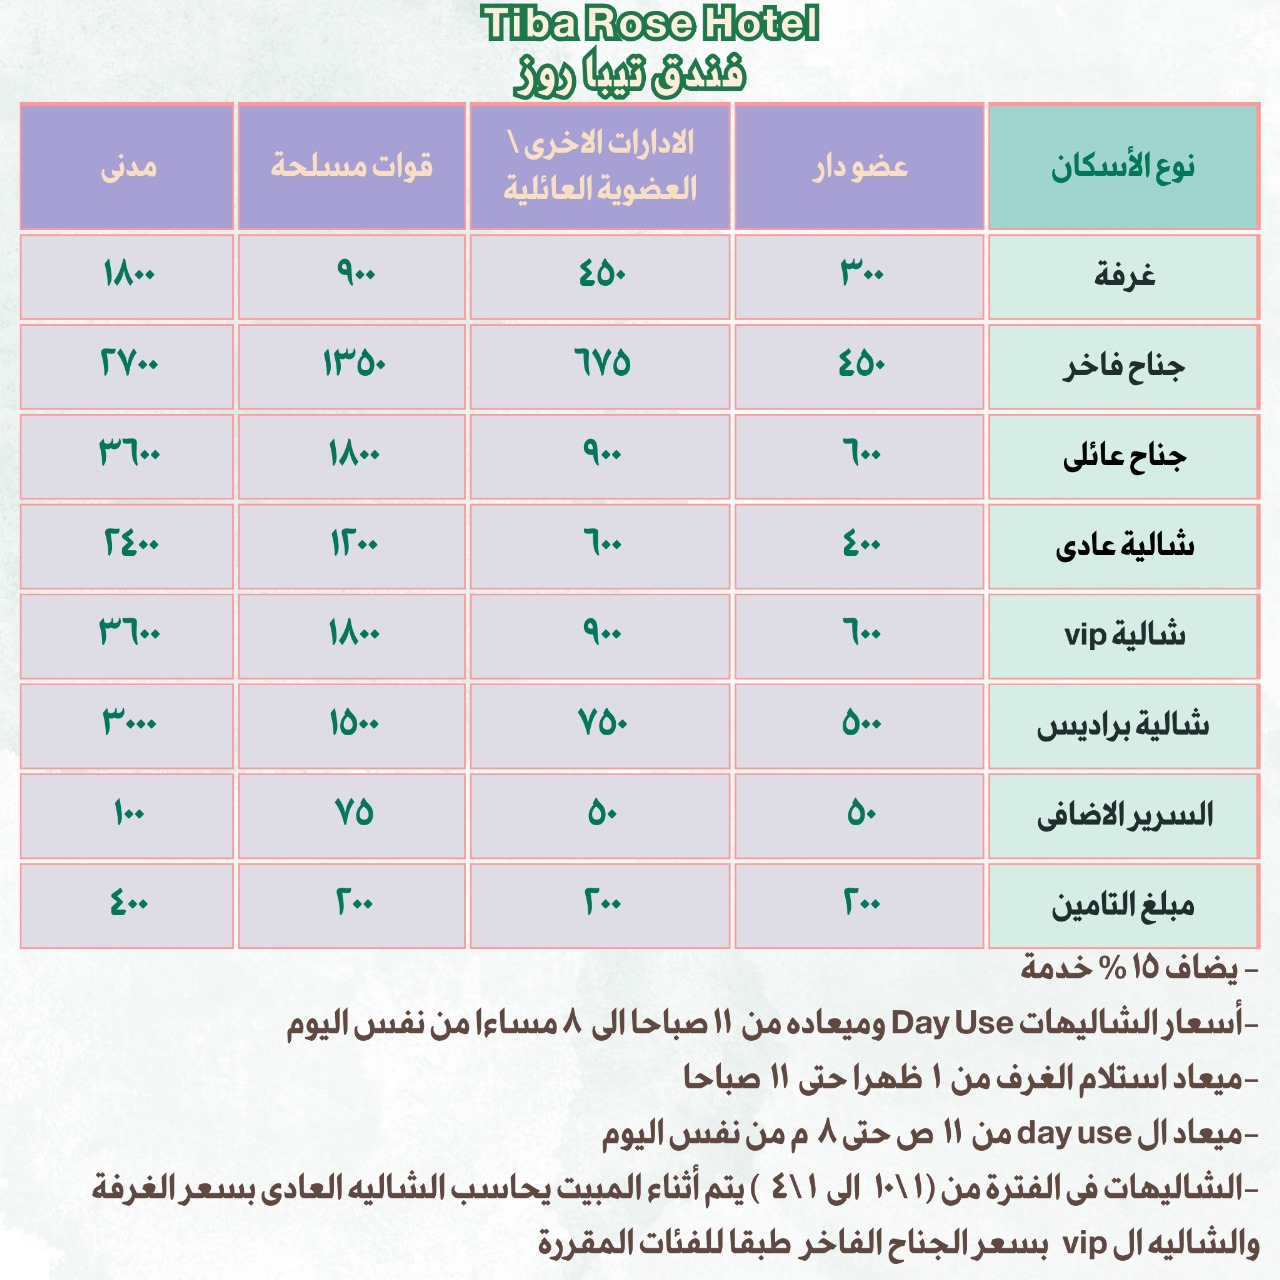 Tiba Rose Hotel
فندق تيبا روز
نوع الأسكان عضو دار الادارات الاخرى \ العضوية العائلية قوات مسلحة مدنى
غرفة ٣٠٠ ٤٥٠ ٩٠٠ ١٨٠٠
جناح فاخر ٤٥٠ ٦٧٥ ١٣٥٠ ٢٧٠٠
جناح عائلى ٦٠٠ ٩٠٠ ١٨٠٠ ٣٦٠٠
شالية عادى ٤٠٠ ٦٠٠ ١٢٠٠ ٢٤٠٠
شالية vip ٦٠٠ ٩٠٠ ١٨٠٠ ٣٦٠٠
شالية براديس ٥٠٠ ٧٥٠ ١٥٠٠ ٣٠٠٠
السرير الاضافى ٥٠ ٥٠ ٧٥ ١٠٠
مبلغ التامين ٢٠٠ ٢٠٠ ٢٠٠ ٤٠٠
- يضاف ١٥ % خدمة
-أسعار الشاليهات Day Use وميعاده من ١١ صباحا الى ٨ مساءا من نفس اليوم
-ميعاد استلام الغرف من ١ ظهرا حتى ١١ صباحا
-ميعاد ال day use من ١١ ص حتى ٨ م من نفس اليوم
-الشاليهات فى الفترة من (١\١٠ الى ١\٤ ) يتم أثناء المبيت يحاسب الشاليه العادى بسعر الغرفة
والشاليه ال vip بسعر الجناح الفاخر طبقا للفئات المقررة